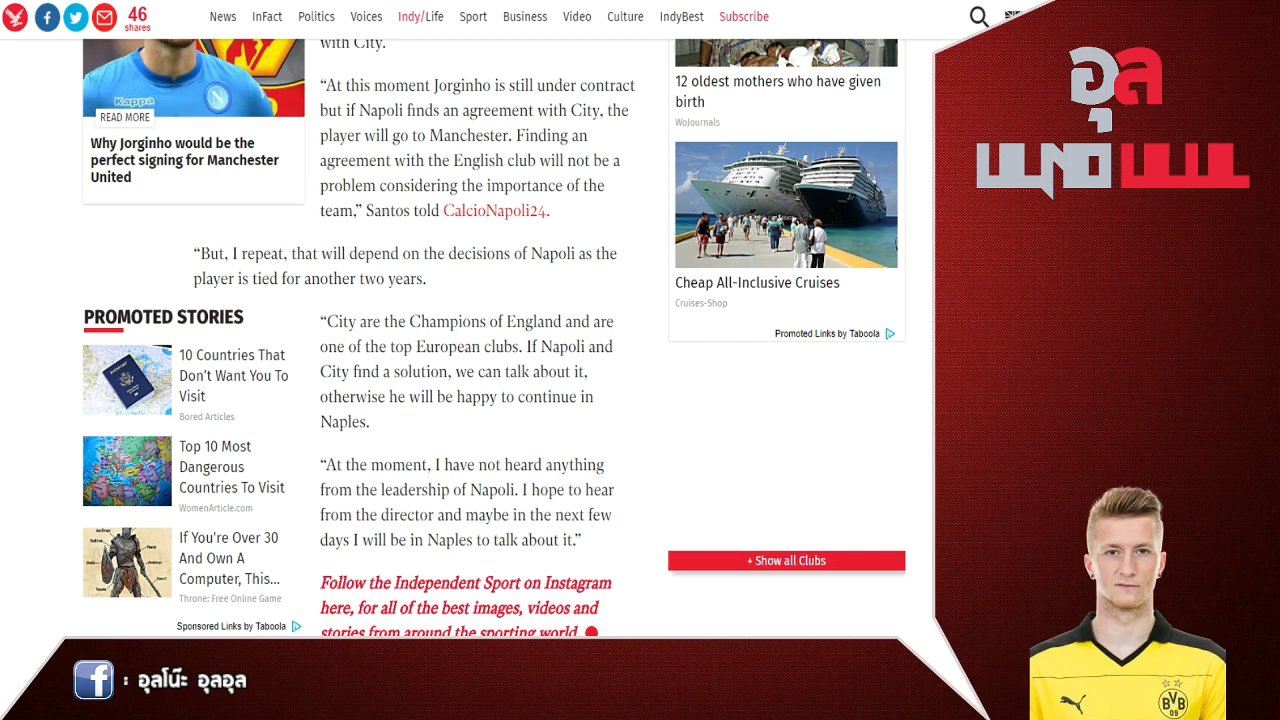 46
shares
News InFact Politics Voices Indy/Life Sport Business Video Culture IndyBest Subscribe
with City.
“At this moment Jorginho is still under contract
but if Napoli finds an agreement with City, the
player will go to Manchester. Finding an
agreement with the English club will not be a
problem considering the importance of the
team,” Santos told CalcioNapoli24.
“But, I repeat, that will depend on the decisions of Napoli as the
player is tied for another two years.
“City are the Champions of England and are
one of the top European clubs. If Napoli and
City find a solution, we can talk about it,
otherwise he will be happy to continue in
Naples.
“At the moment, I have not heard anything
from the leadership of Napoli. I hope to hear
from the director and maybe in the next few
days I will be in Naples to talk about it.”
Follow the Independent Sport on Instagram
here, for all of the best images, videos and
stories from around the sporting world.
Kappa
N
READ MORE
Why Jorginho would be the
perfect signing for Manchester
United
PROMOTED STORIES
PASSPORT
10 Countries That
Don’t Want You To
Visit
Bored Articles
Top 10 Most
Dangerous
Countries To Visit
WomenArticle.com
If You're Over 30
And Own A
Computer, This...
Throne: Free Online Game
Sponsored Links by Taboola
12 oldest mothers who have given
birth
WoJournals
Cheap All-Inclusive Cruises
Cruises-Shop
Promoted Links by Taboola
+ Show all Clubs
อุล
BVB
09
f : อุลโน๊ะ อุลอุล